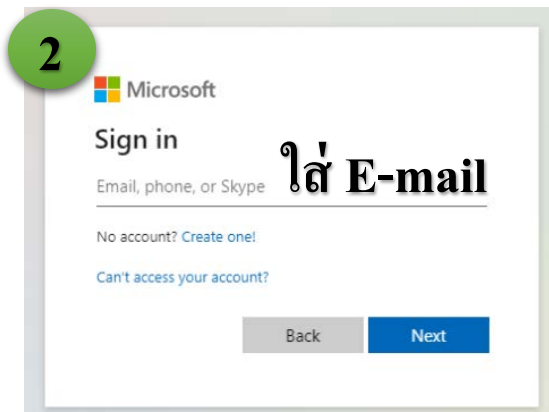 2
Microsoft
Sign in
Email, phone, or Skype ใส่ E-mail
No account? Create one!
Can't access your account?
Back Next